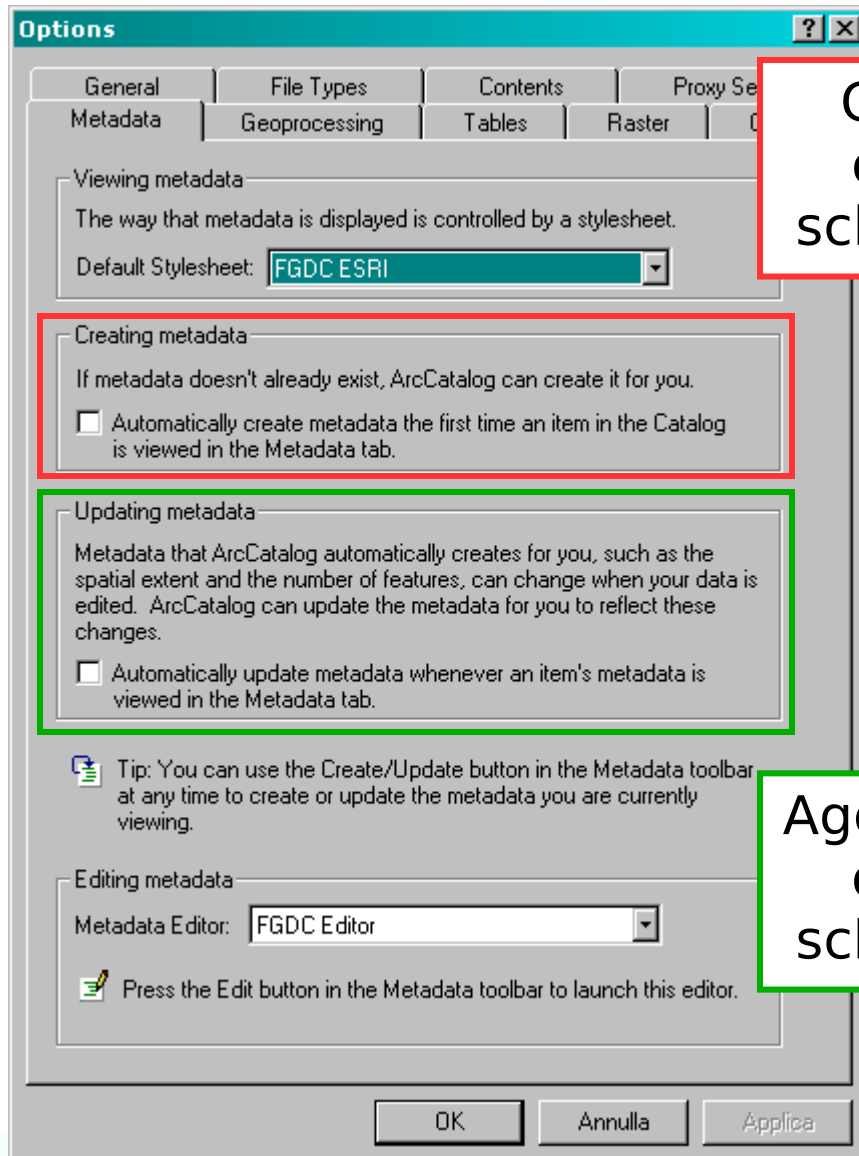 Options
General File Types Contents Proxy Se
Metadata Geoprocessing Tables Raster
Viewing metadata
The way that metadata is displayed is controlled by a stylesheet.
Default Stylesheet: FGDC ESRI
Creating metadata
If metadata doesn't already exist, ArcCatalog can create it for you.
Automatically create metadata the first time an item in the Catalog
is viewed in the Metadata tab.
Updating metadata
Metadata that ArcCatalog automatically creates for you, such as the
spatial extent and the number of features, can change when your data is
edited. ArcCatalog can update the metadata for you to reflect these
changes.
Automatically update metadata whenever an item's metadata is
viewed in the Metadata tab.
Tip: You can use the Create/Update button in the Metadata toolbar
at any time to create or update the metadata you are currently
viewing.
Editing metadata
Metadata Editor: FGDC Editor
Press the Edit button in the Metadata toolbar to launch this editor.
OK Annulla Applica